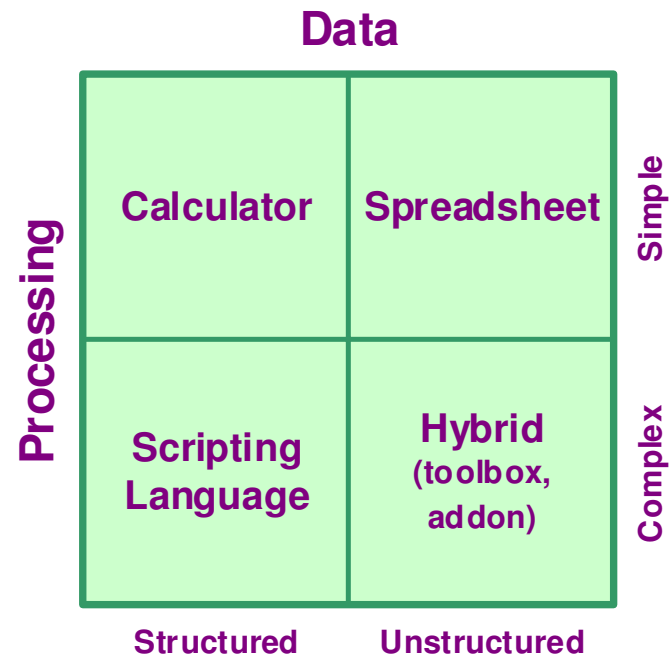 Data
Processing
Calculator
Spreadsheet
Simple
Scripting
Language
Hybrid
(toolbox,
addon)
Complex
Structured
Unstructured